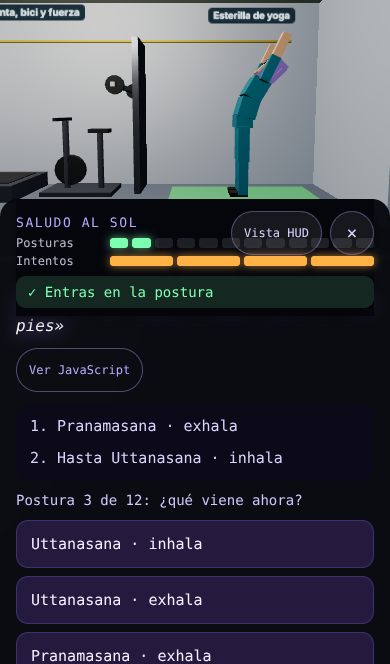 nta, bici y fuerza
Esterilla de yoga
SALUDO AL SOL
Vista HUD
×
Posturas
Intentos
✓ Entras en la postura
pies»
Ver JavaScript
1. Pranamasana · exhala
2. Hasta Uttanasana · inhala
Postura 3 de 12: ¿qué viene ahora?
Uttanasana · inhala
Uttanasana · exhala
Pranamasana · exhala